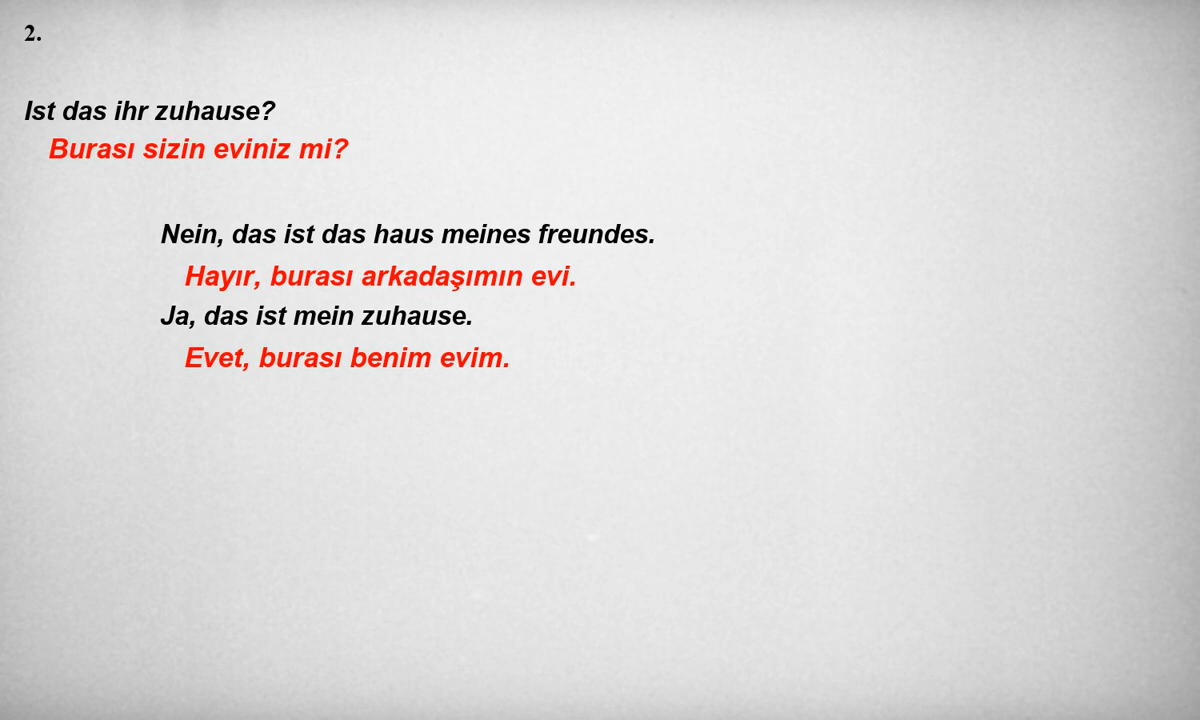 2.
Ist das ihr zuhause?
Burası sizin eviniz mi?
Nein, das ist das haus meines freundes.
Hayır, burası arkadaşımın evi.
Ja, das ist mein zuhause.
Evet, burası benim evim.